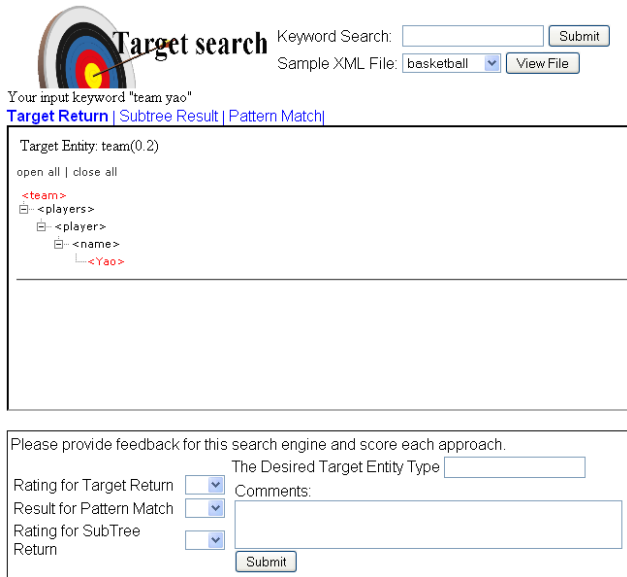 Target search
Keyword Search: Submit
Sample XML File: basketball View File
Your input keyword "team yao"
Target Return | Subtree Result | Pattern Match|
Target Entity: team(0.2)
open all | close all
<team>
<players>
<player>
<name>
<Yao>
Please provide feedback for this search engine and score each approach.
The Desired Target Entity Type
Rating for Target Return
Comments:
Result for Pattern Match
Rating for SubTree
Return
Submit